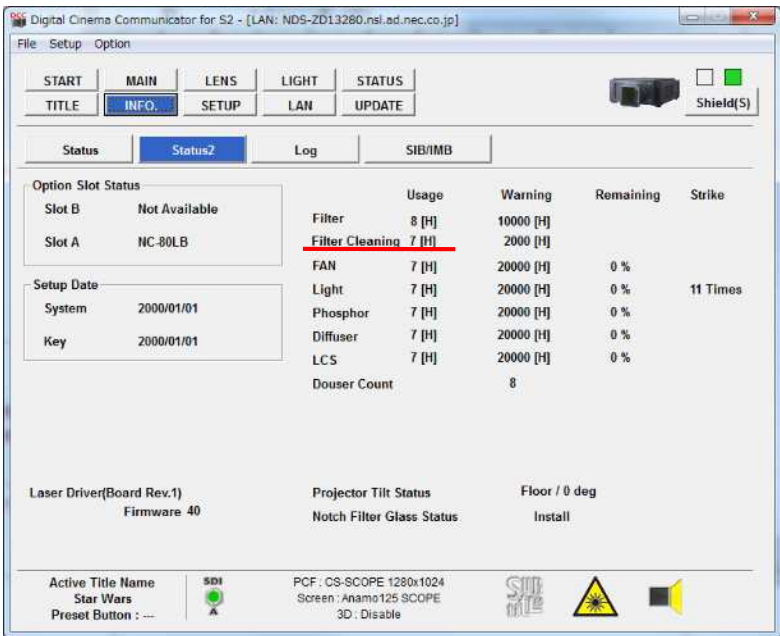 Digital Cinema Communicator for S2 - [LAN: NDS-ZD13280.nsl.ad.nec.co.jp]
File Setup Option
START MAIN LENS LIGHT STATUS
TITLE INFO. SETUP LAN UPDATE Shield(S)
Status Status2 Log SIB/IMB
Option Slot Status
Usage Warning Remaining Strike
Slot B Not Available
Filter 8 [H] 10000 [H]
Slot A NC-80LB
Filter Cleaning 7 [H] 2000 [H]
FAN 7 [H] 20000 [H] 0 %
Setup Date
Light 7 [H] 20000 [H] 0 % 11 Times
System 2000/01/01
Phosphor 7 [H] 20000 [H] 0 %
Diffuser 7 [H] 20000 [H] 0 %
Key 2000/01/01
LCS 7 [H] 20000 [H] 0 %
Douser Count 8
Laser Driver(Board Rev.1) Projector Tilt Status Floor / 0 deg
Firmware 40
Notch Filter Glass Status Install
Active Title Name SDI PCF : CS-SCOPE 1280x1024
Star Wars Screen : Anamo125 SCOPE
Preset Button : --- A 3D : Disable
SUB
TITLE